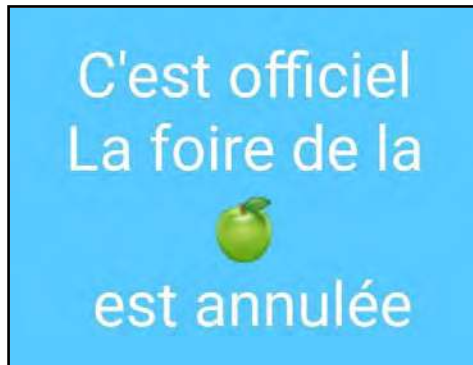 C'est officiel
La foire de la
🍏
est annulée